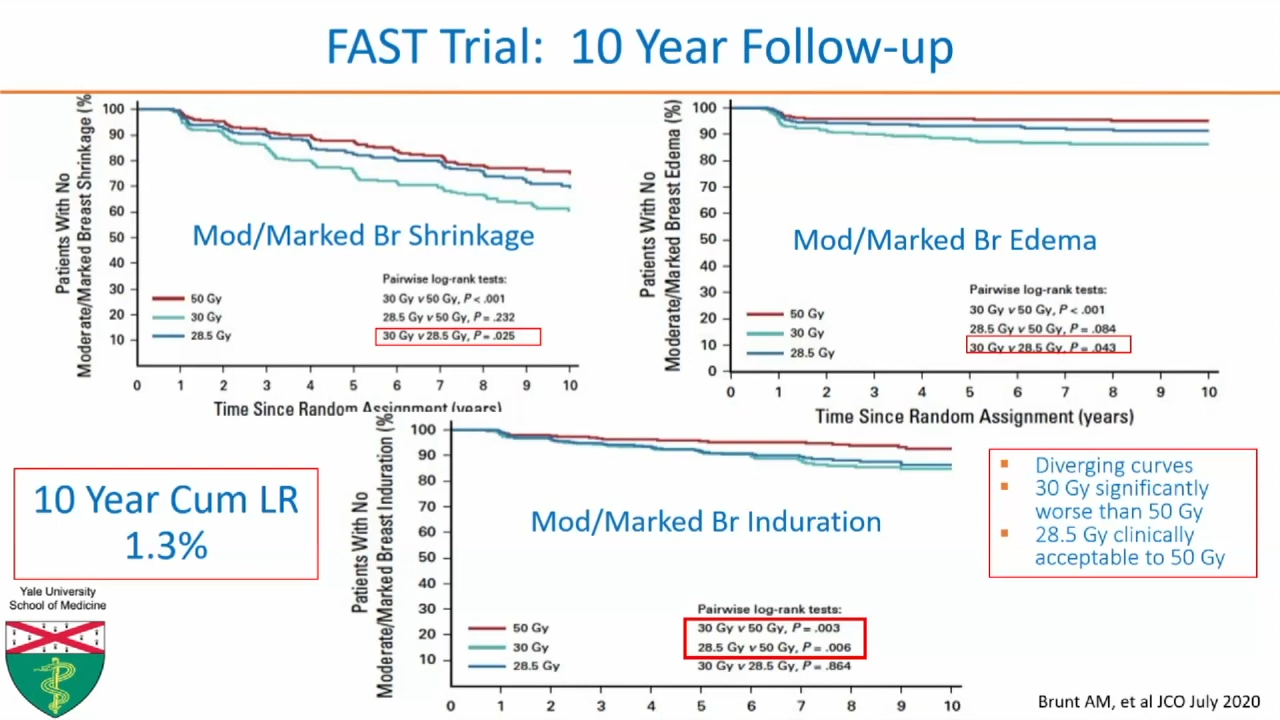 FAST Trial: 10 Year Follow-up
Patients With No
Moderate/Marked Breast Shrinkage (%
100
90
80
70
60
50
40
30
20
10
Mod/Marked Br Shrinkage
Pairwise log-rank tests:
30 Gy v 50 Gy, P < .001
28.5 Gy v 50 Gy, P = .232
30 Gy v 28.5 Gy, P = .025
50 Gy
30 Gy
28.5 Gy
0 1 2 3 4 5 6 7 8 9 10
Time Since Random Assignment (years)
Patients With No
Moderate/Marked Breast Edema (%)
100
90
80
70
60
50
40
30
20
10
0
Mod/Marked Br Edema
Pairwise log-rank tests:
30 Gy v 50 Gy, P < .001
28.5 Gy v 50 Gy, P = .084
30 Gy v 28.5 Gy, P = .043
50 Gy
30 Gy
28.5 Gy
0 1 2 3 4 5 6 7 8 9 10
Time Since Random Assignment (years)
Patients With No
Moderate/Marked Breast Induration (%
100
90
80
70
60
50
40
30
20
10
Mod/Marked Br Induration
Pairwise log-rank tests:
30 Gy v 50 Gy, P = .003
28.5 Gy v 50 Gy, P = .006
30 Gy v 28.5 Gy, P = .864
50 Gy
30 Gy
28.5 Gy
0 1 2 3 4 5 6 7 8 9 10
10 Year Cum LR
1.3%
Diverging curves
30 Gy significantly
worse than 50 Gy
28.5 Gy clinically
acceptable to 50 Gy
Yale University
School of Medicine
Brunt AM, et al JCO July 2020